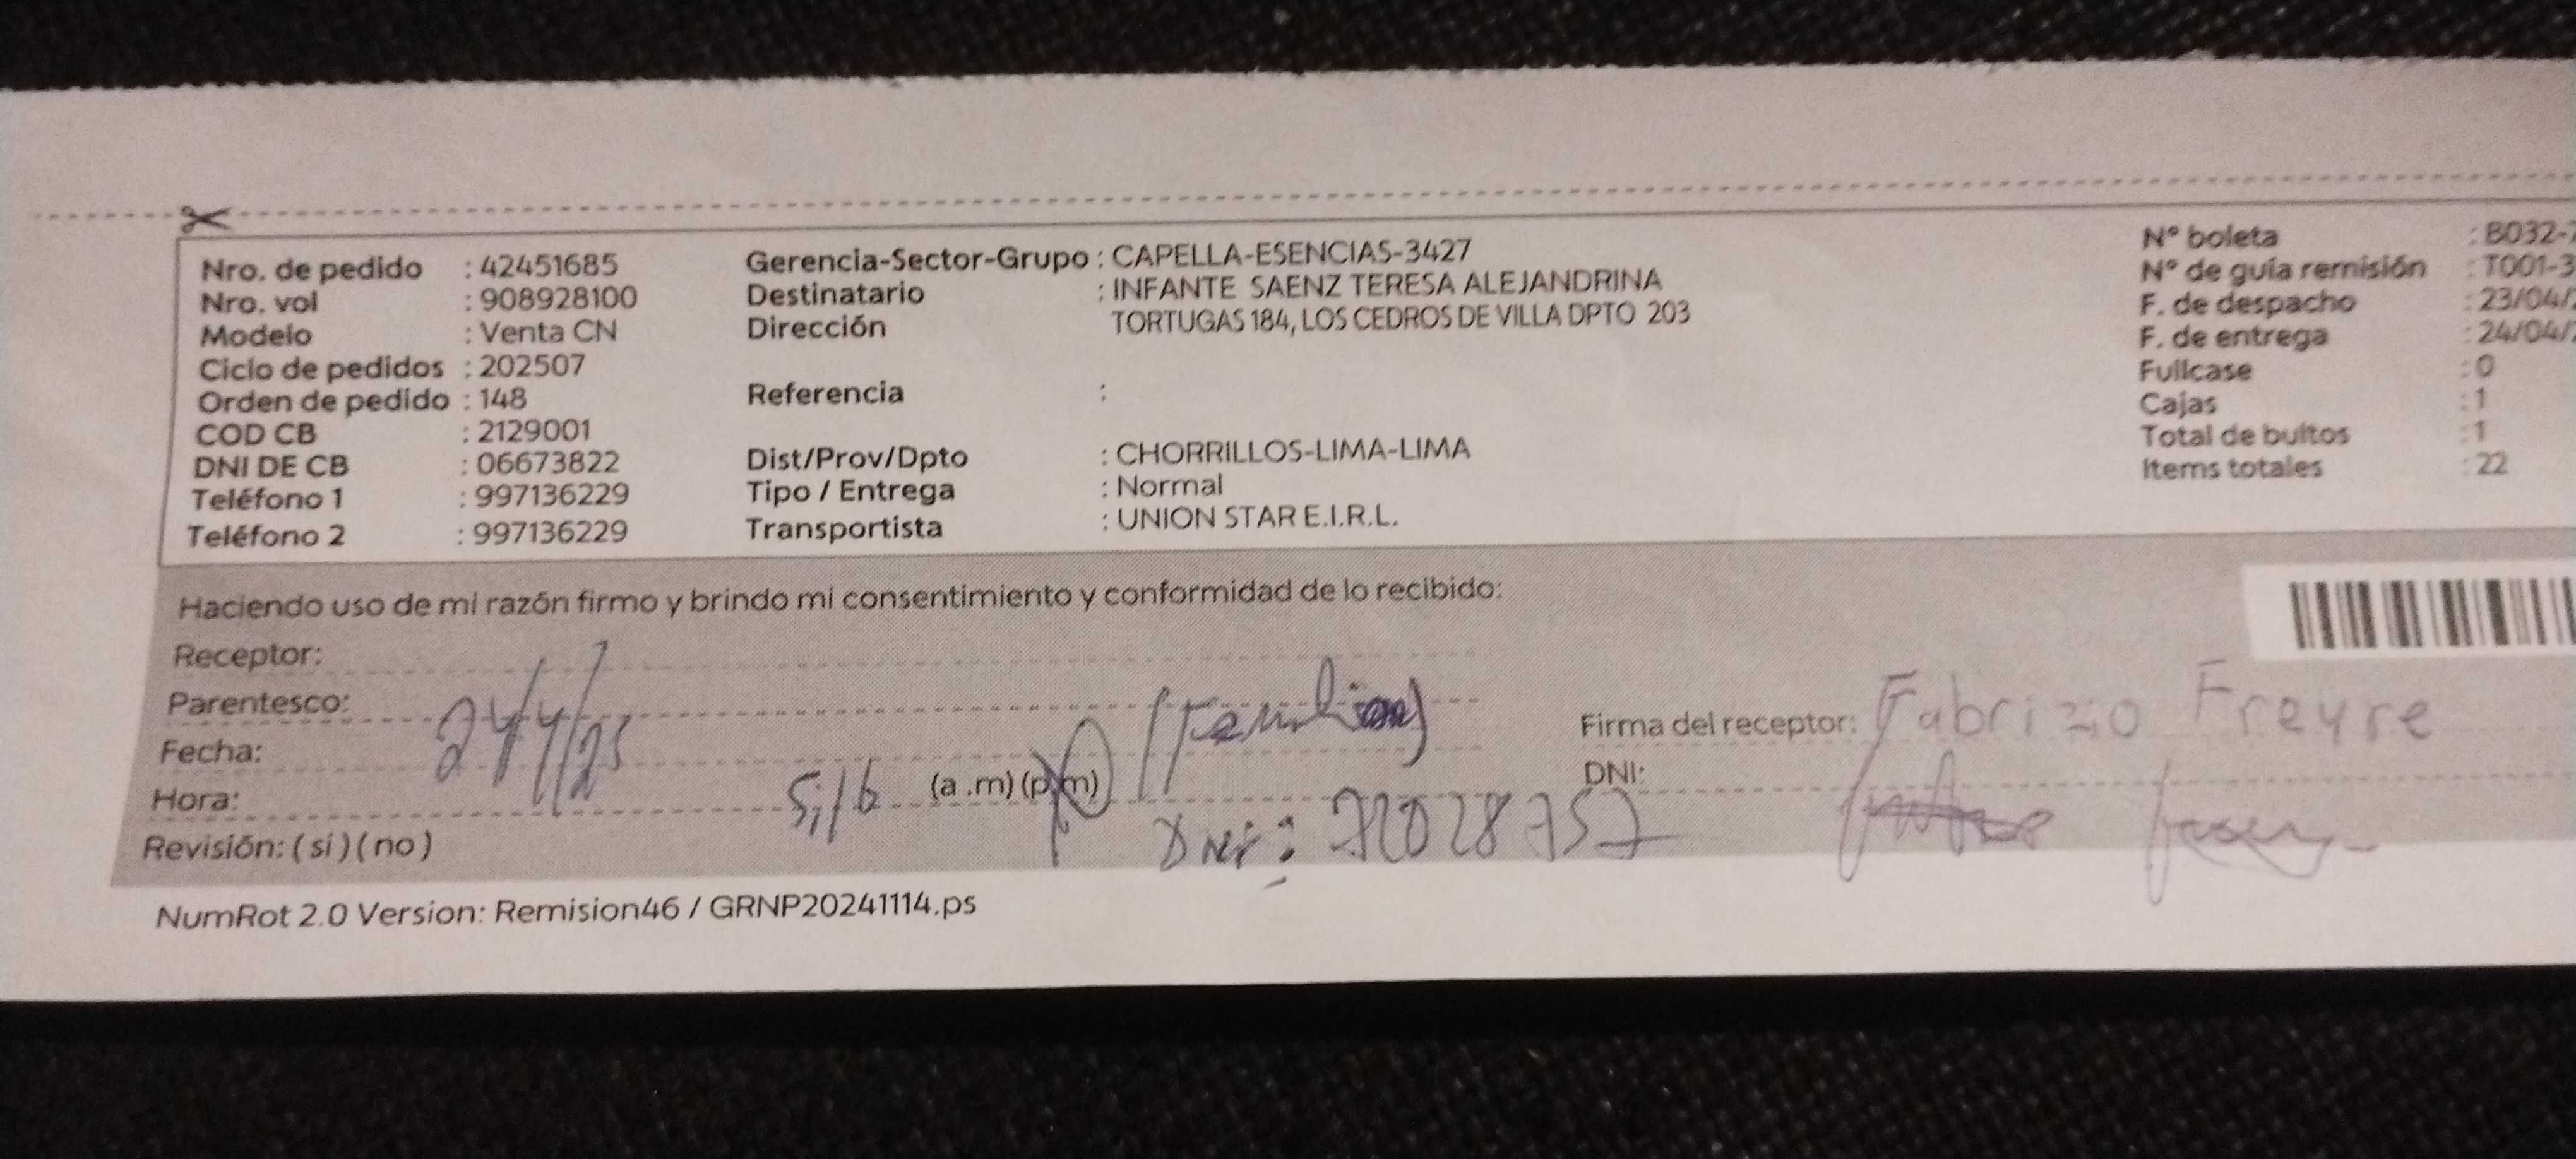 Nro. de pedido : 42451685
Nro. vol : 908928100
Modelo : Venta CN
Ciclo de pedidos : 202507
Orden de pedido : 148
COD CB : 2129001
DNI DE CB : 06673822
Teléfono 1 : 997136229
Teléfono 2 : 997136229
Gerencia-Sector-Grupo : CAPELLA-ESENCIAS-3427
Destinatario : INFANTE SAENZ TERESA ALEJANDRINA
Dirección TORTUGAS 184, LOS CEDROS DE VILLA DPTO 203
Referencia :
Dist/Prov/Dpto : CHORRILLOS-LIMA-LIMA
Tipo / Entrega : Normal
Transportista : UNION STAR E.I.R.L.
Nº boleta : B032-
Nº de guía remisión : T001-3
F. de despacho : 23/04/
F. de entrega : 24/04/
Fullcase : 0
Cajas : 1
Total de bultos : 1
Items totales : 22
Haciendo uso de mi razón firmo y brindo mi consentimiento y conformidad de lo recibido:
Receptor:
Parentesco:
Fecha: 24/4/25
Hora: (a .m) (p.m)
Revisión: ( si ) ( no )
Dni: 72028757
Firma del receptor: Fabrizio Freyre
DNI:
NumRot 2.0 Version: Remision46 / GRNP20241114.ps